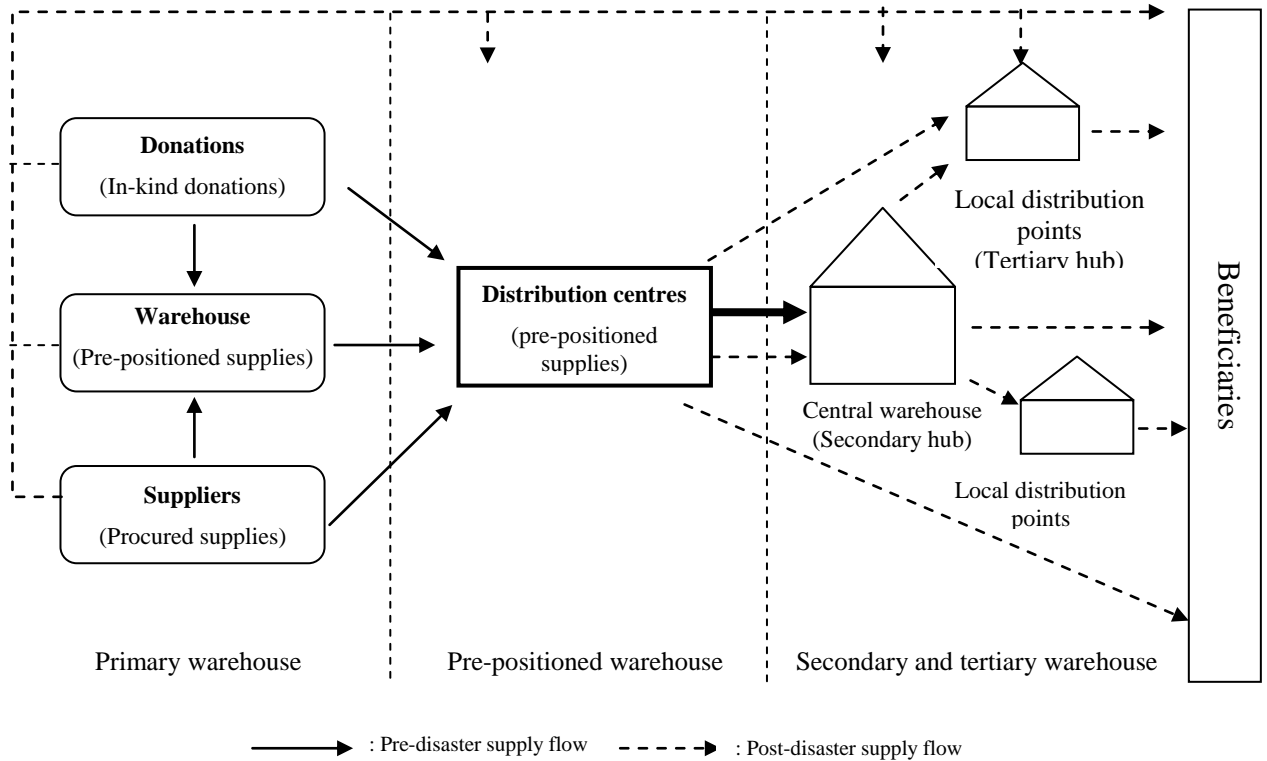 Donations
(In-kind donations)
Warehouse
(Pre-positioned supplies)
Suppliers
(Procured supplies)
Distribution centres
(pre-positioned
supplies)
Local distribution
points
(Tertiary hub)
Central warehouse
(Secondary hub)
Local distribution
points
Beneficiaries
Primary warehouse
Pre-positioned warehouse
Secondary and tertiary warehouse
: Pre-disaster supply flow
: Post-disaster supply flow